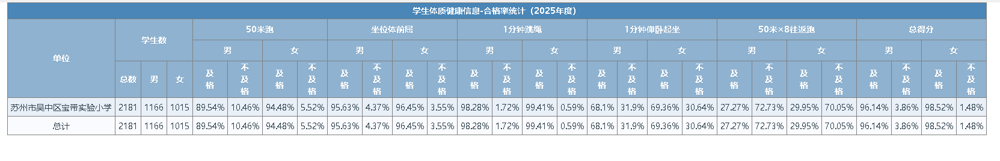 学生体质健康信息-合格率统计（2025年度）
单位 学生数 50米跑 坐位体前屈 1分钟跳绳 1分钟仰卧起坐 50米×8往返跑 总得分
男 女 男 女 男 女 男 女 男 女 男 女
总数 男 女 及格 不及格 及格 不及格 及格 不及格 及格 不及格 及格 不及格 及格 不及格 及格 不及格 及格 不及格 及格 不及格 及格 不及格 及格 不及格 及格 不及格
苏州市吴中区宝带实验小学 2181 1166 1015 89.54% 10.46% 94.48% 5.52% 95.63% 4.37% 96.45% 3.55% 98.28% 1.72% 99.41% 0.59% 68.1% 31.9% 69.36% 30.64% 27.27% 72.73% 29.95% 70.05% 96.14% 3.86% 98.52% 1.48%
总计 2181 1166 1015 89.54% 10.46% 94.48% 5.52% 95.63% 4.37% 96.45% 3.55% 98.28% 1.72% 99.41% 0.59% 68.1% 31.9% 69.36% 30.64% 27.27% 72.73% 29.95% 70.05% 96.14% 3.86% 98.52% 1.48%